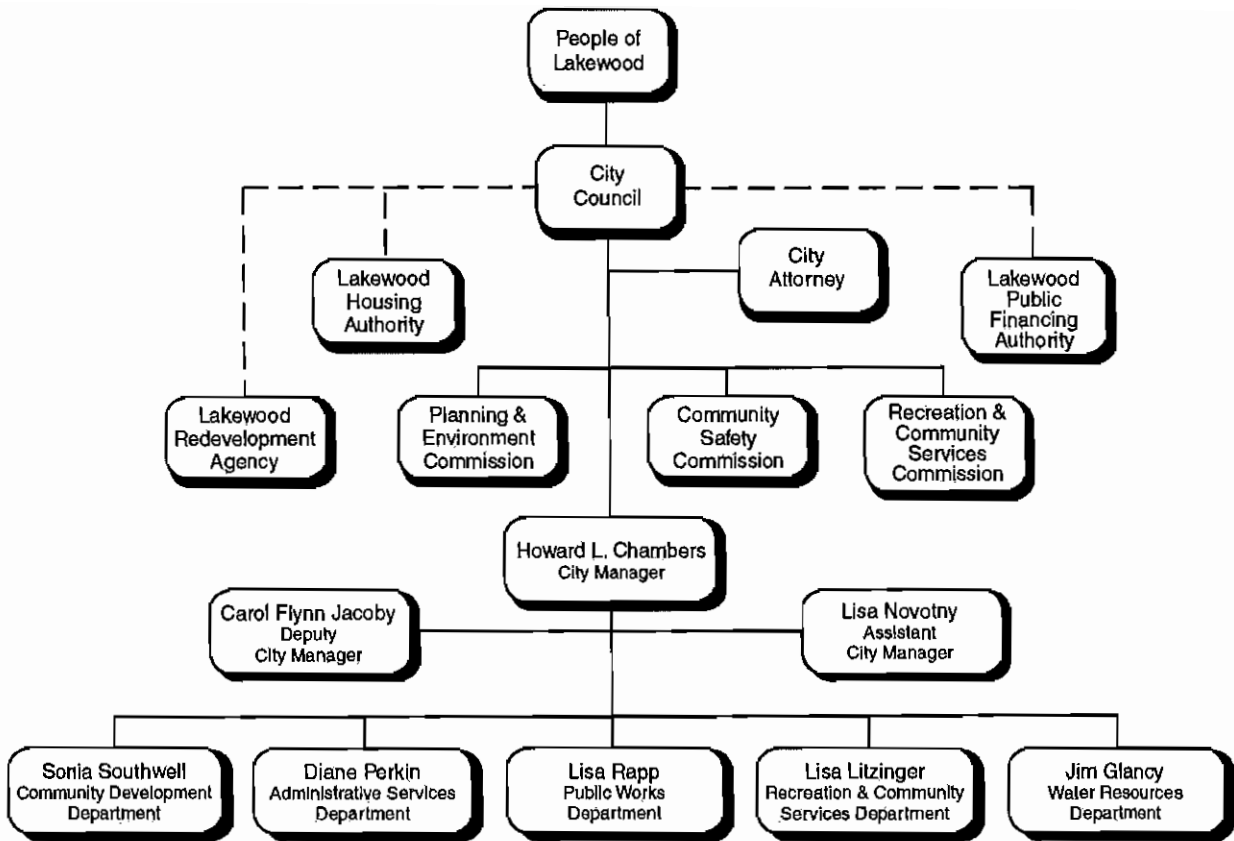 People of
Lakewood
City
Council
City
Attorney
Lakewood
Housing
Authority
Lakewood
Public
Financing
Authority
Lakewood
Redevelopment
Agency
Planning &
Environment
Commission
Community
Safety
Commission
Recreation &
Community
Services
Commission
Howard L. Chambers
City Manager
Carol Flynn Jacoby
Deputy
City Manager
Lisa Novotny
Assistant
City Manager
Sonia Southwell
Community Development
Department
Diane Perkin
Administrative Services
Department
Lisa Rapp
Public Works
Department
Lisa Litzinger
Recreation & Community
Services Department
Jim Glancy
Water Resources
Department